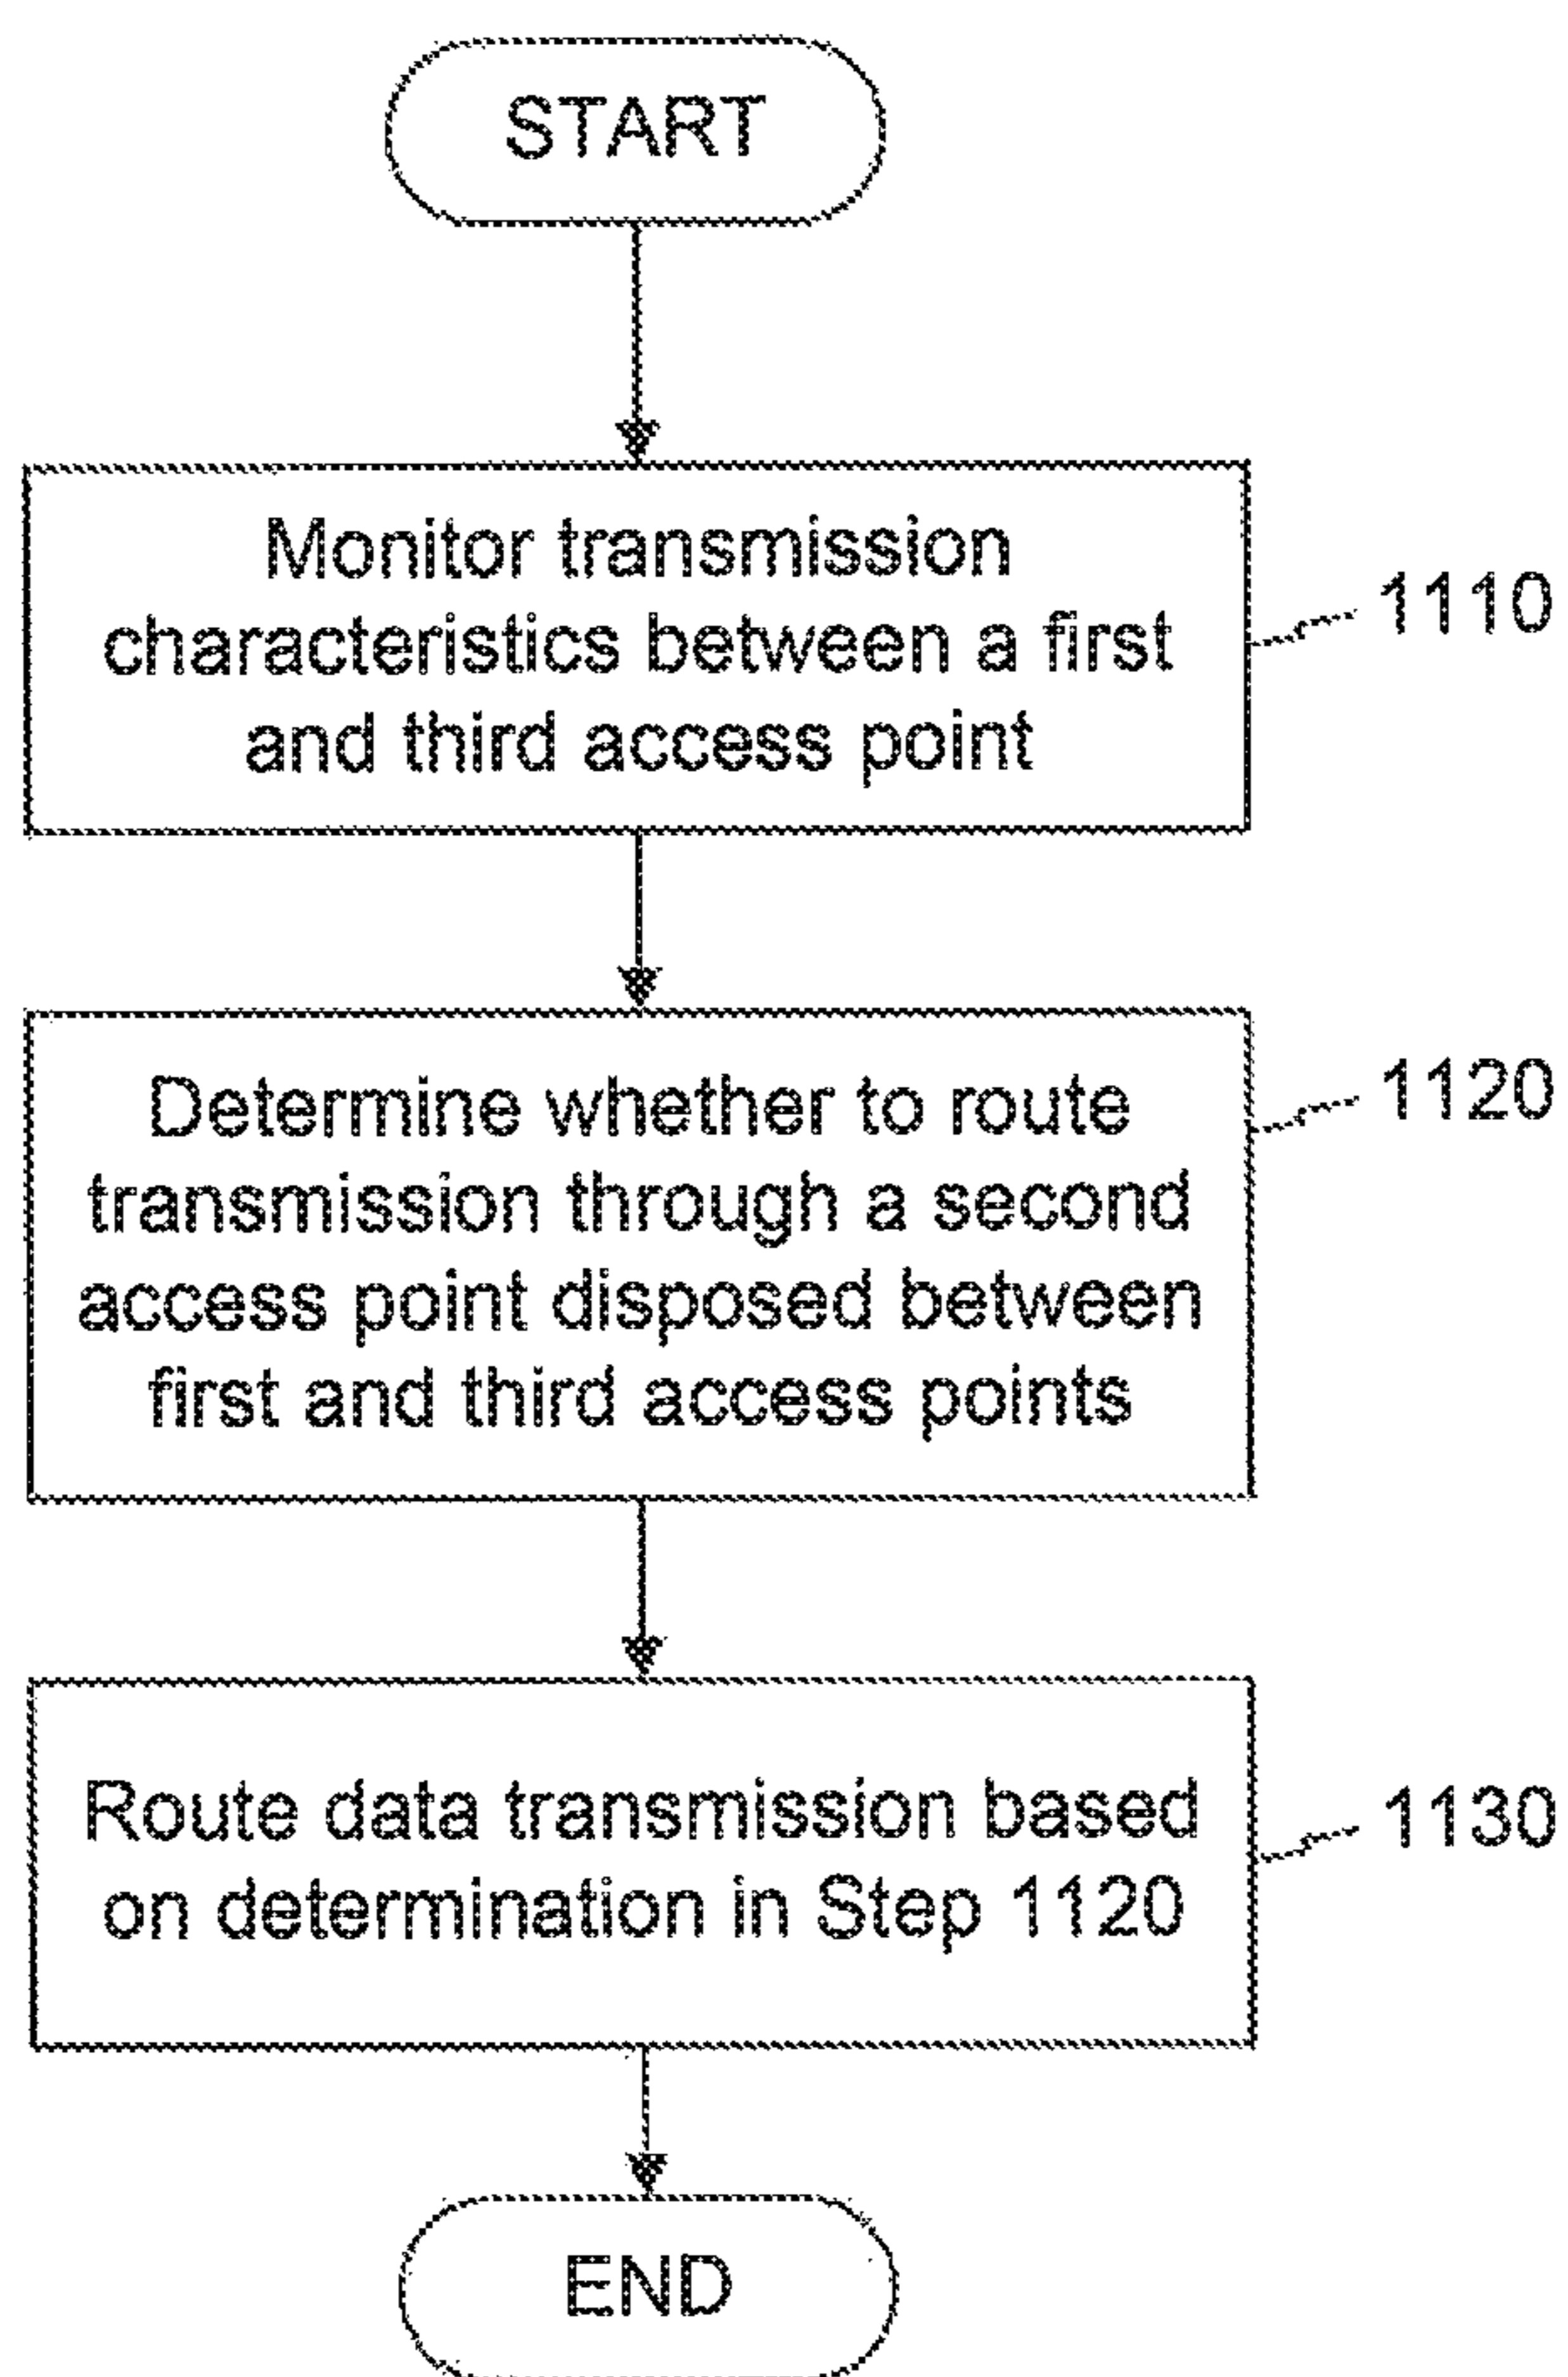 START
Monitor transmission
characteristics between a first
and third access point
1110
Determine whether to route
transmission through a second
access point disposed between
first and third access points
1120
Route data transmission based
on determination in Step 1120
1130
END